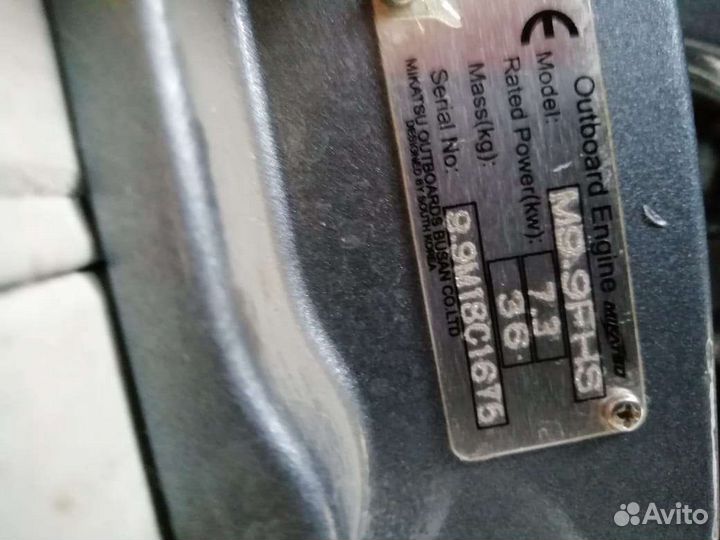 CE
Outboard Engine MIKATSU
Model: M9.9FHS
Rated Power(kw): 7.3
Mass(kg): 36
Serial No: 9.9M18C1675
MIKATSU OUTBOARDS BUSAN CO.LTD
DESIGNED BY SOUTH KOREA
Avito